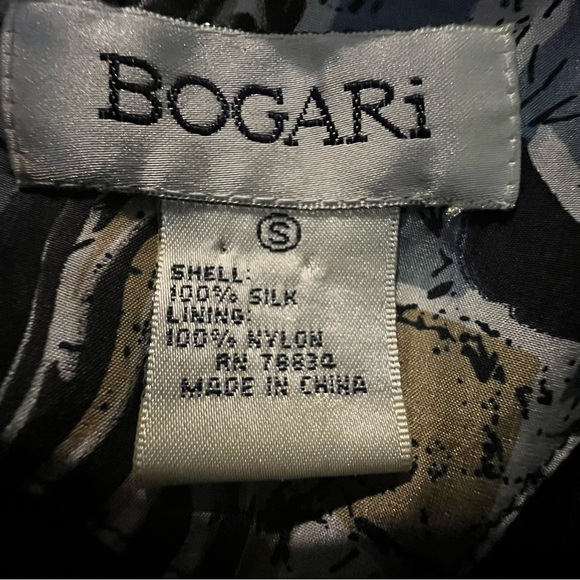 BOGARi
S
SHELL:
100% SILK
LINING:
100% NYLON
RN 78834
MADE IN CHINA